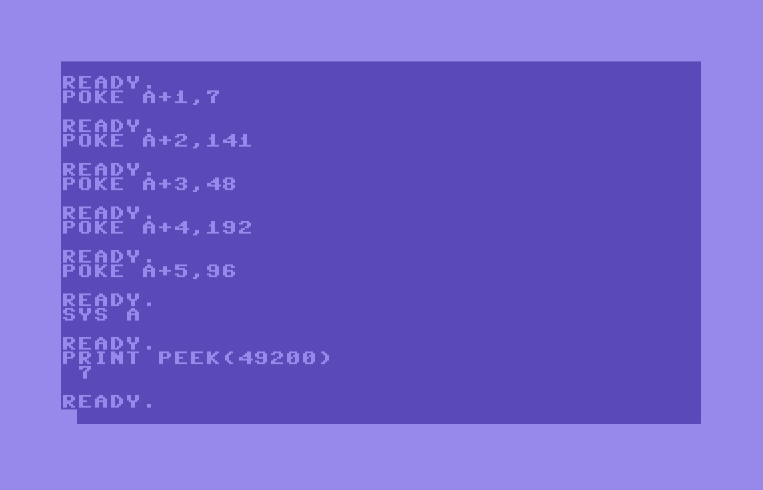 READY.
POKE A+1,7
READY.
POKE A+2,141
READY.
POKE A+3,48
READY.
POKE A+4,192
READY.
POKE A+5,96
READY.
SYS A
READY.
PRINT PEEK(49200)
7
READY.